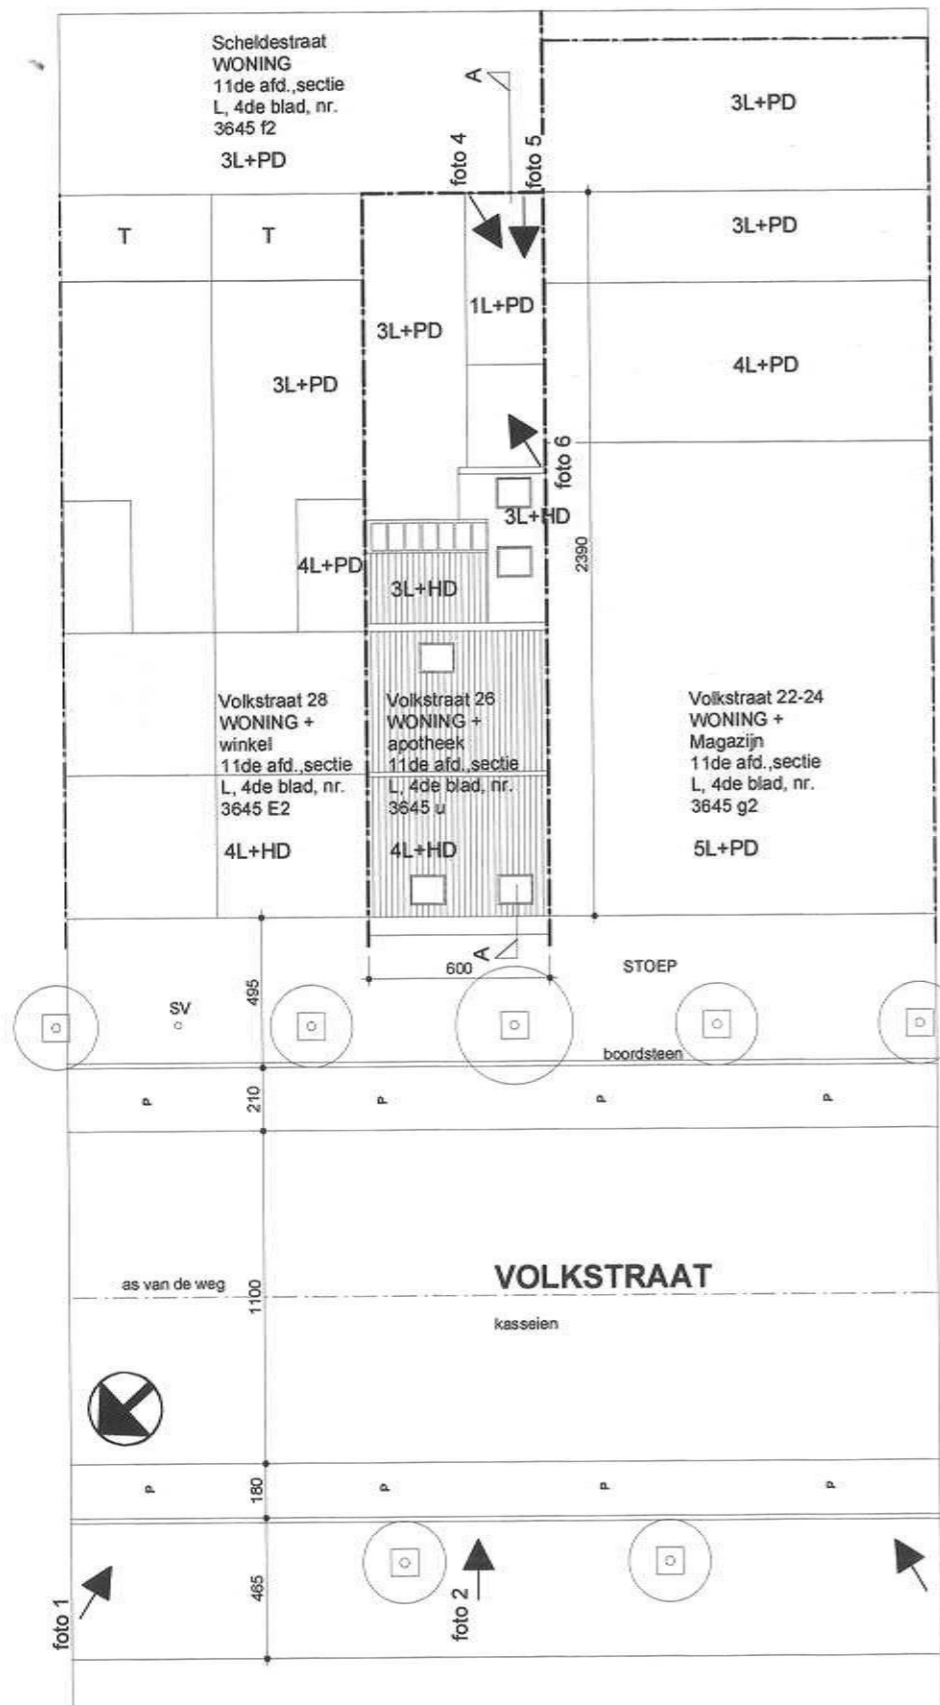 Scheldestraat
WONING
11de afd.,sectie
L, 4de blad, nr.
3645 f2
3L+PD
A
foto 4
foto 5
3L+PD
T
T
3L+PD
1L+PD
3L+PD
3L+PD
4L+PD
foto 6
3L+HD
2390
4L+PD
3L+HD
Volkstraat 28
WONING +
winkel
11de afd.,sectie
L, 4de blad, nr.
3645 E2
4L+HD
Volkstraat 26
WONING +
apotheek
11de afd.,sectie
L, 4de blad, nr.
3645 u
4L+HD
Volkstraat 22-24
WONING +
Magazijn
11de afd.,sectie
L, 4de blad, nr.
3645 g2
5L+PD
A
600
STOEP
495
SV
boordsteen
210
P
P
P
P
as van de weg
1100
VOLKSTRAAT
kasseien
180
P
P
P
P
465
foto 1
foto 2